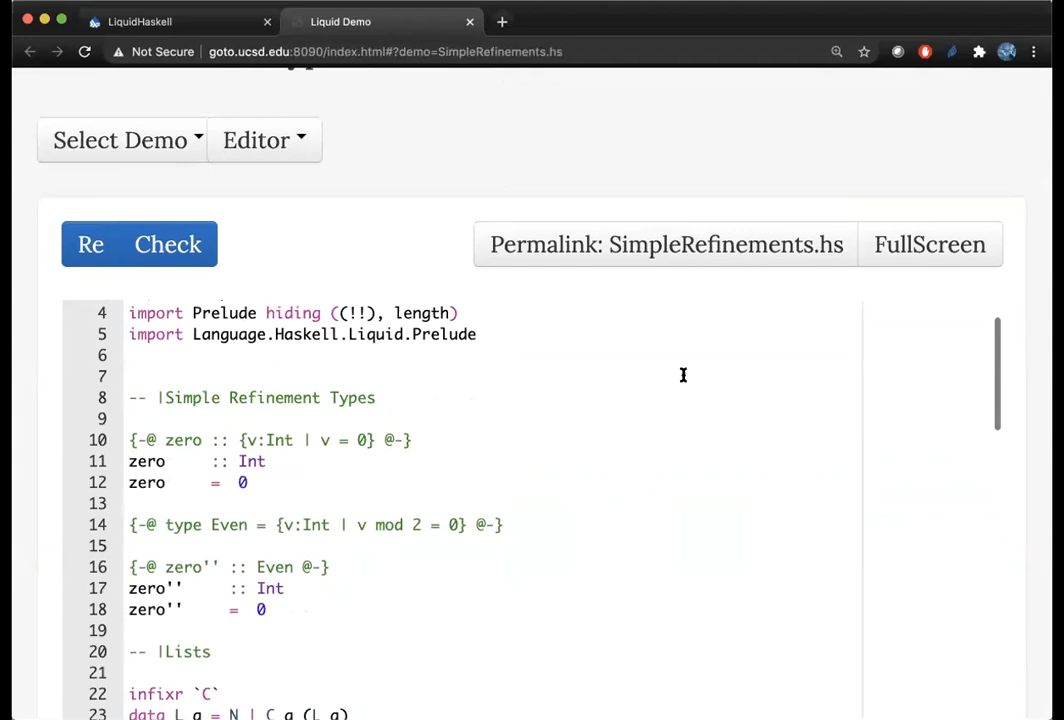 LiquidHaskell
Liquid Demo
Not Secure goto.ucsd.edu:8090/index.html#?demo=SimpleRefinements.hs
Select Demo Editor
Re Check Permalink: SimpleRefinements.hs FullScreen
4 import Prelude hiding ((!!), length)
5 import Language.Haskell.Liquid.Prelude
6
7
8 -- |Simple Refinement Types
9
10 {-@ zero :: {v:Int | v = 0} @-}
11 zero :: Int
12 zero = 0
13
14 {-@ type Even = {v:Int | v mod 2 = 0} @-}
15
16 {-@ zero'' :: Even @-}
17 zero'' :: Int
18 zero'' = 0
19
20 -- |Lists
21
22 infixr `C`
23 data L a = N | C a (L a)